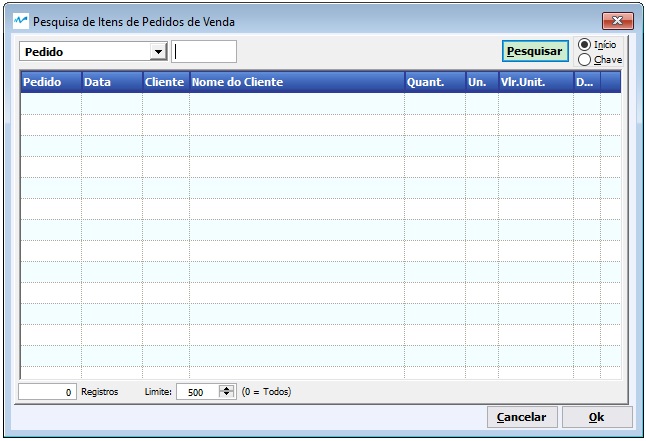 Pesquisa de Itens de Pedidos de Venda
Pedido Pesquisar Início
Chave
Pedido Data Cliente Nome do Cliente Quant. Un. Vlr.Unit. D...
0 Registros Limite: 500 (0 = Todos)
Cancelar Ok